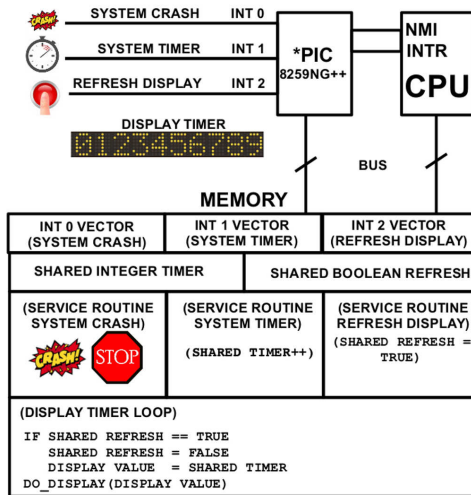 SYSTEM CRASH INT 0
SYSTEM TIMER INT 1
REFRESH DISPLAY INT 2
*PIC
8259NG++
NMI
INTR
CPU
DISPLAY TIMER
0123456789
BUS
MEMORY
INT 0 VECTOR
(SYSTEM CRASH)
INT 1 VECTOR
(SYSTEM TIMER)
INT 2 VECTOR
(REFRESH DISPLAY)
SHARED INTEGER TIMER
SHARED BOOLEAN REFRESH
(SERVICE ROUTINE
SYSTEM CRASH)
CRASH!
STOP
(SERVICE ROUTINE
SYSTEM TIMER)
(SHARED TIMER++)
(SERVICE ROUTINE
REFRESH DISPLAY)
(SHARED REFRESH =
TRUE)
(DISPLAY TIMER LOOP)
IF SHARED REFRESH == TRUE
SHARED REFRESH = FALSE
DISPLAY VALUE = SHARED TIMER
DO_DISPLAY(DISPLAY VALUE)